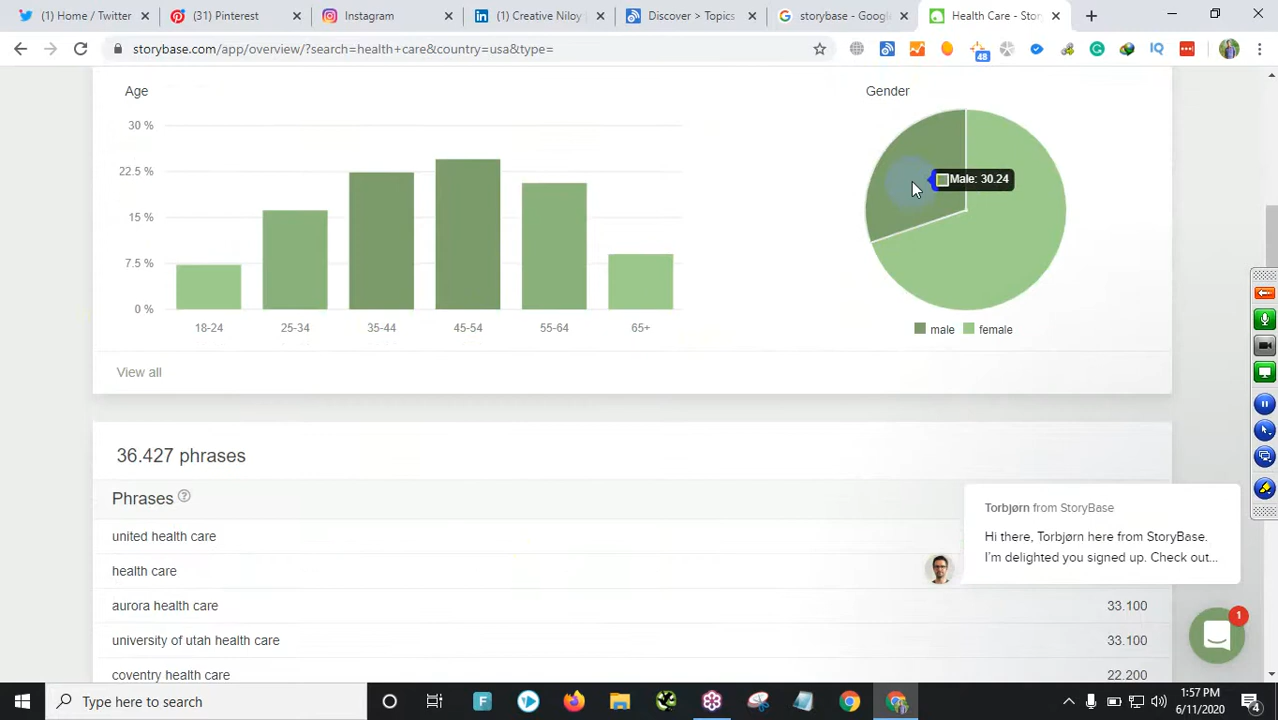 (1) Home / Twitter
(31) Pinterest
Instagram
(1) Creative Niloy
Discover > Topics
storybase - Google
Health Care - Story
storybase.com/app/overview/?search=health+care&country=usa&type=
48
Age
Gender
30 %
22.5 %
15 %
7.5 %
0 %
18-24
25-34
35-44
45-54
55-64
65+
Male: 30.24
male
female
View all
36.427 phrases
Phrases ?
united health care
health care
aurora health care
33.100
university of utah health care
33.100
coventry health care
22.200
Torbjørn from StoryBase
Hi there, Torbjørn here from StoryBase.
I'm delighted you signed up. Check out...
1
Type here to search
1:57 PM
6/11/2020
4